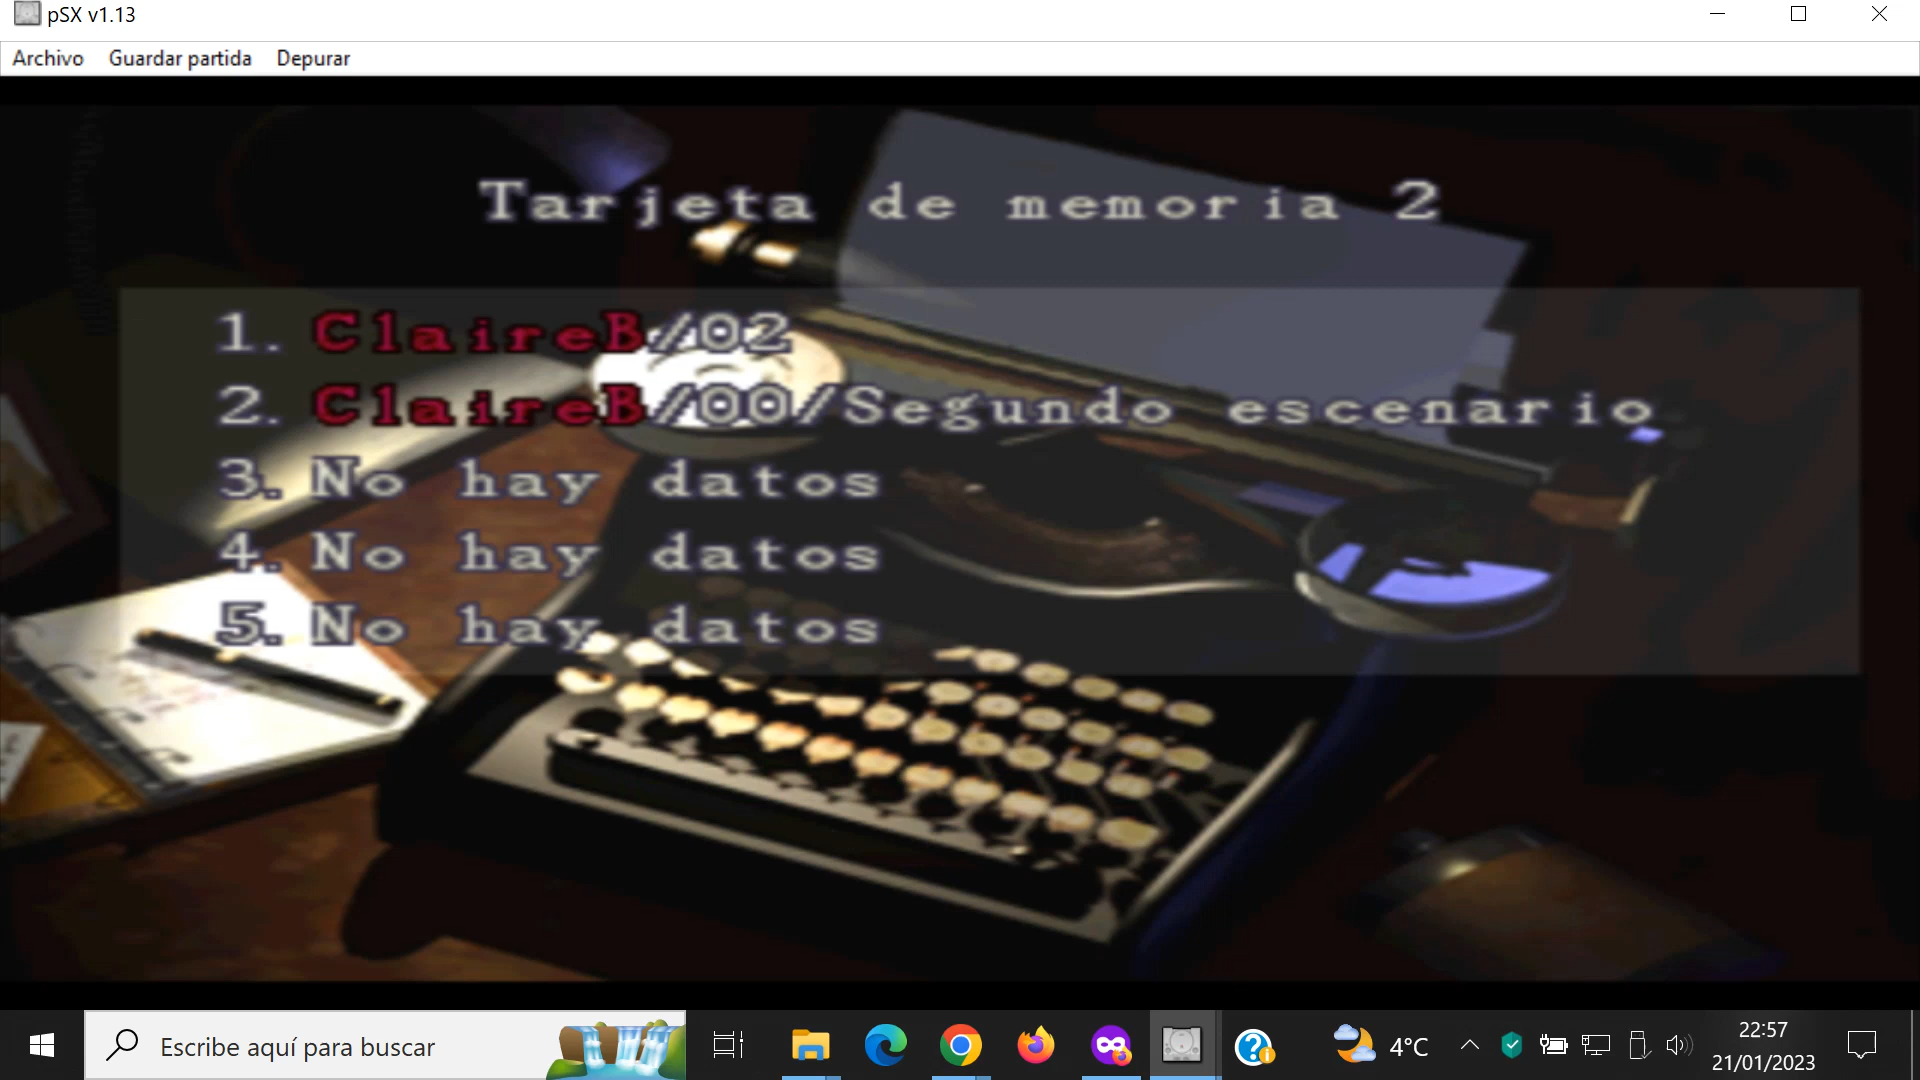 pSX v1.13
Archivo Guardar partida Depurar
Tarjeta de memoria 2
1. ClaireB/02
2. ClaireB/00/Segundo escenario
3. No hay datos
4. No hay datos
5. No hay datos
Escribe aquí para buscar
4°C
22:57
21/01/2023